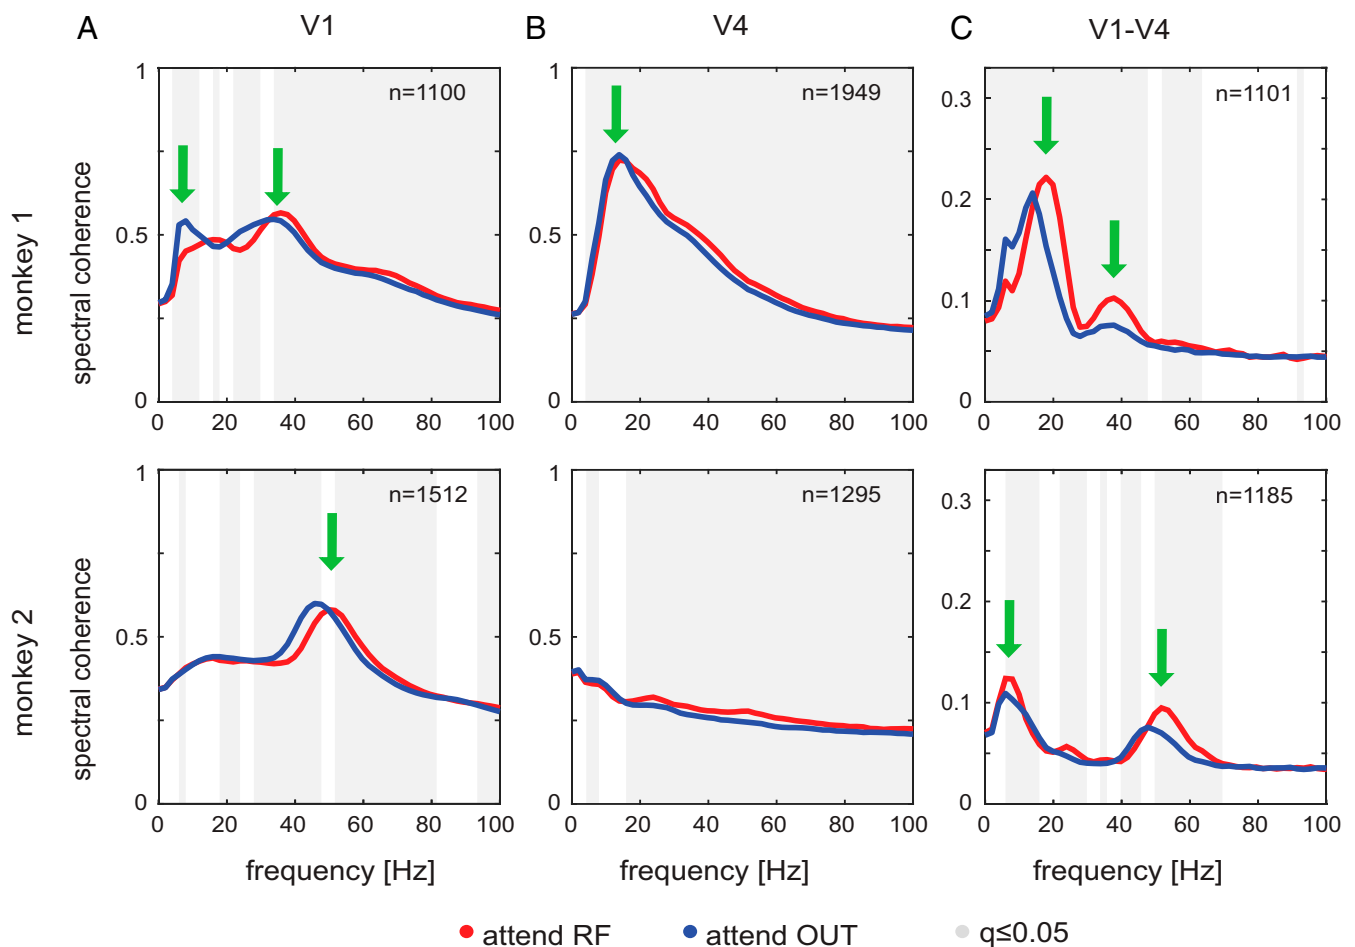 A V1 B V4 C V1-V4
monkey 1
spectral coherence
1
0.5
0
n=1100
0 20 40 60 80 100
1
0.5
0
n=1949
0 20 40 60 80 100
0.3
0.2
0.1
0
n=1101
0 20 40 60 80 100
monkey 2
spectral coherence
1
0.5
0
n=1512
0 20 40 60 80 100
frequency [Hz]
1
0.5
0
n=1295
0 20 40 60 80 100
frequency [Hz]
0.3
0.2
0.1
0
n=1185
0 20 40 60 80 100
frequency [Hz]
attend RF attend OUT q≤0.05